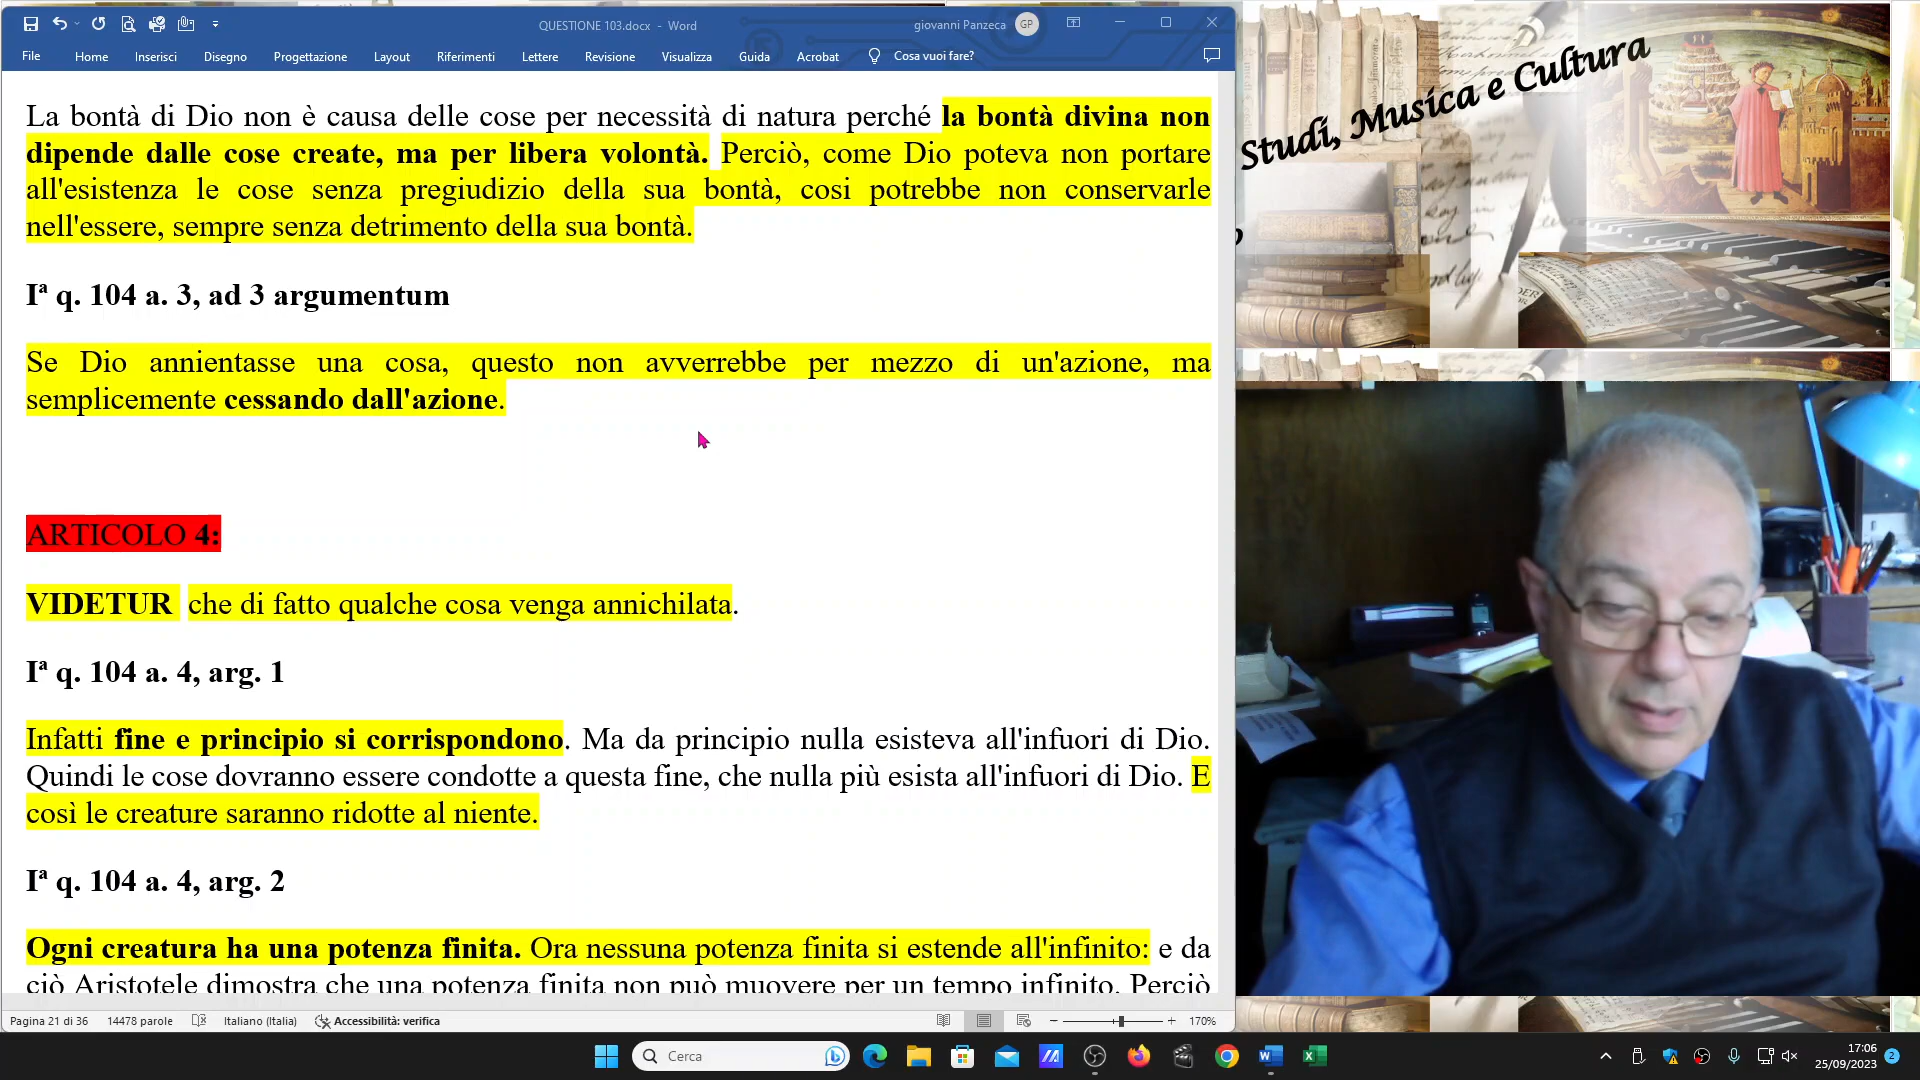 QUESTIONE 103.docx - Word
giovanni Panzeca GP
File Home Inserisci Disegno Progettazione Layout Riferimenti Lettere Revisione Visualizza Guida Acrobat Cosa vuoi fare?
La bontà di Dio non è causa delle cose per necessità di natura perché la bontà divina non
dipende dalle cose create, ma per libera volontà. Perciò, come Dio poteva non portare
all'esistenza le cose senza pregiudizio della sua bontà, cosi potrebbe non conservarle
nell'essere, sempre senza detrimento della sua bontà.
Iª q. 104 a. 3, ad 3 argumentum
Se Dio annientasse una cosa, questo non avverrebbe per mezzo di un'azione, ma
semplicemente cessando dall'azione.
ARTICOLO 4:
VIDETUR che di fatto qualche cosa venga annichilata.
Iª q. 104 a. 4, arg. 1
Infatti fine e principio si corrispondono. Ma da principio nulla esisteva all'infuori di Dio.
Quindi le cose dovranno essere condotte a questa fine, che nulla più esista all'infuori di Dio. E
così le creature saranno ridotte al niente.
Iª q. 104 a. 4, arg. 2
Ogni creatura ha una potenza finita. Ora nessuna potenza finita si estende all'infinito: e da
ciò Aristotele dimostra che una potenza finita non può muovere per un tempo infinito. Perciò
Pagina 21 di 36 14478 parole Italiano (Italia) Accessibilità: verifica 170%
Studi, Musica e Cultura
Cerca
17:06
25/09/2023
2